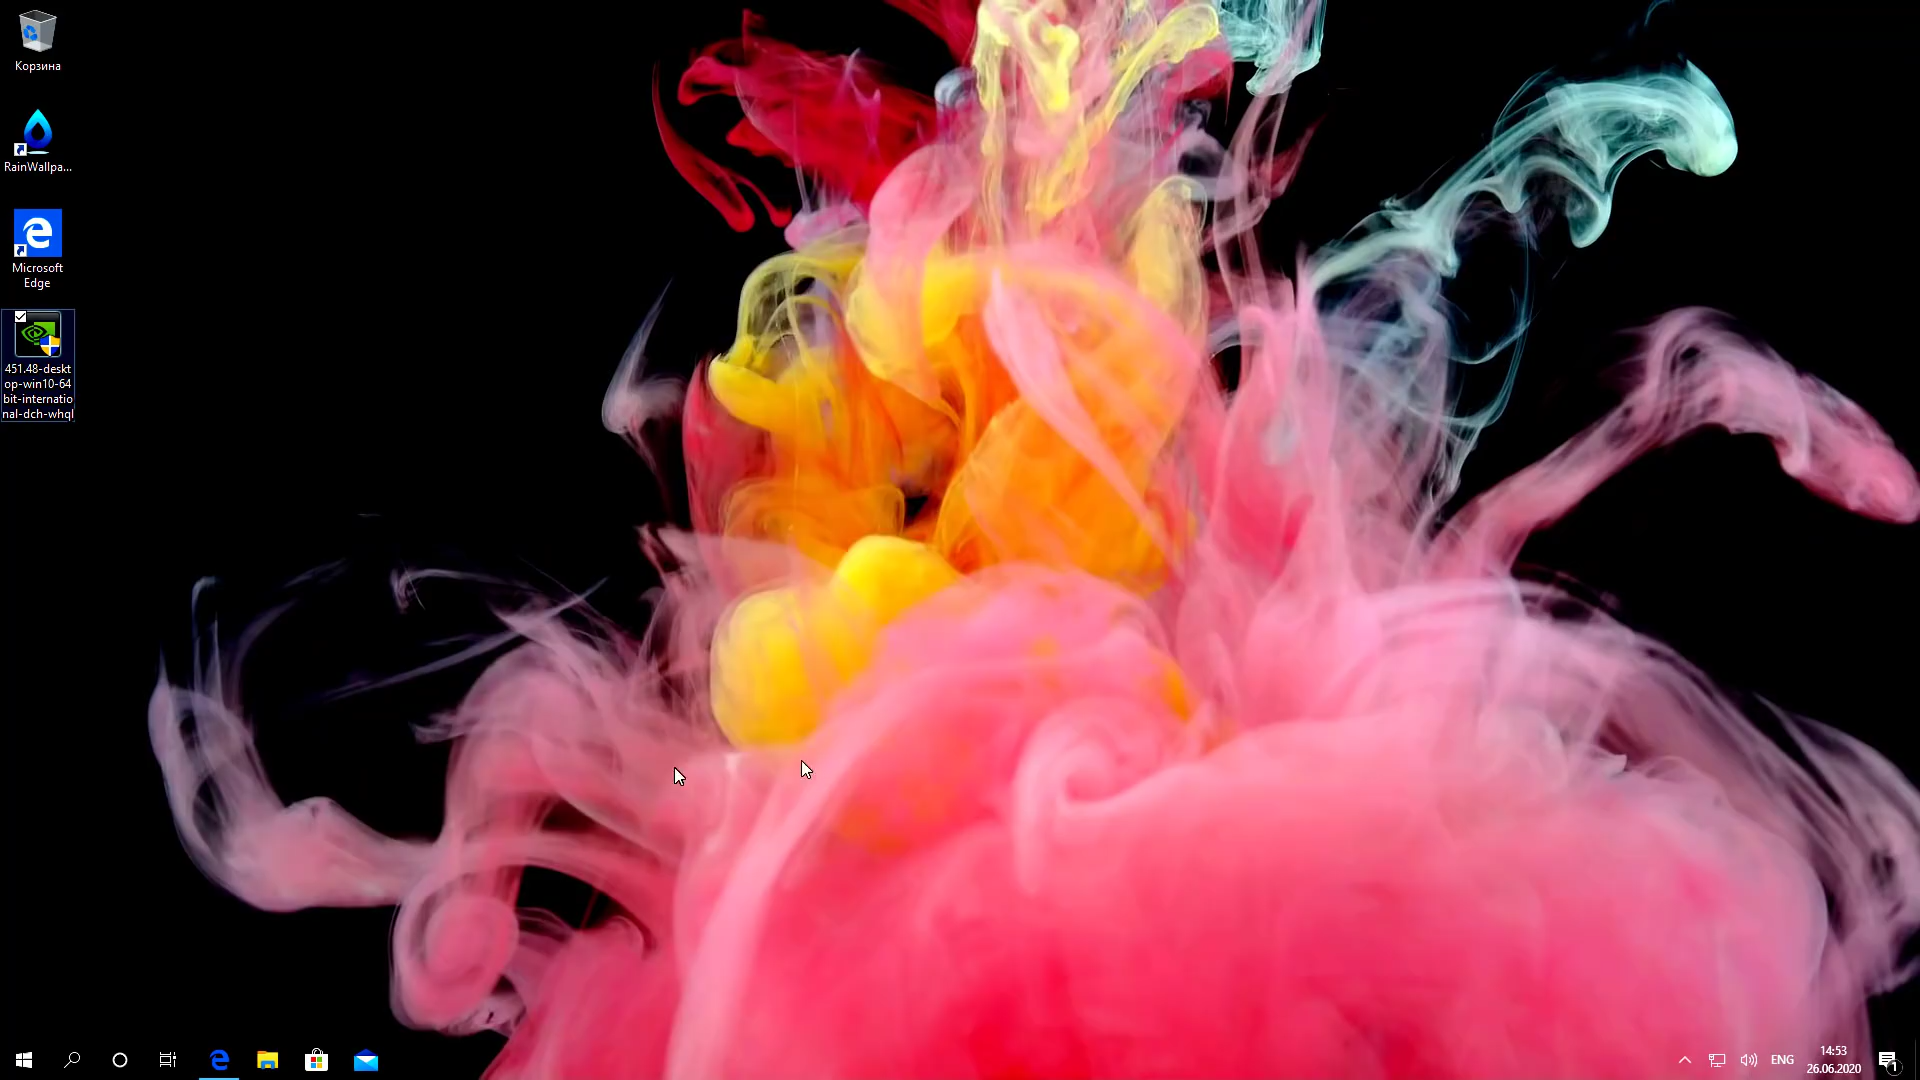 Корзина
RainWallpa...
Microsoft
Edge
451.48-deskt
op-win10-64
bit-internatio
nal-dch-whql
ENG
14:53
26.06.2020
1